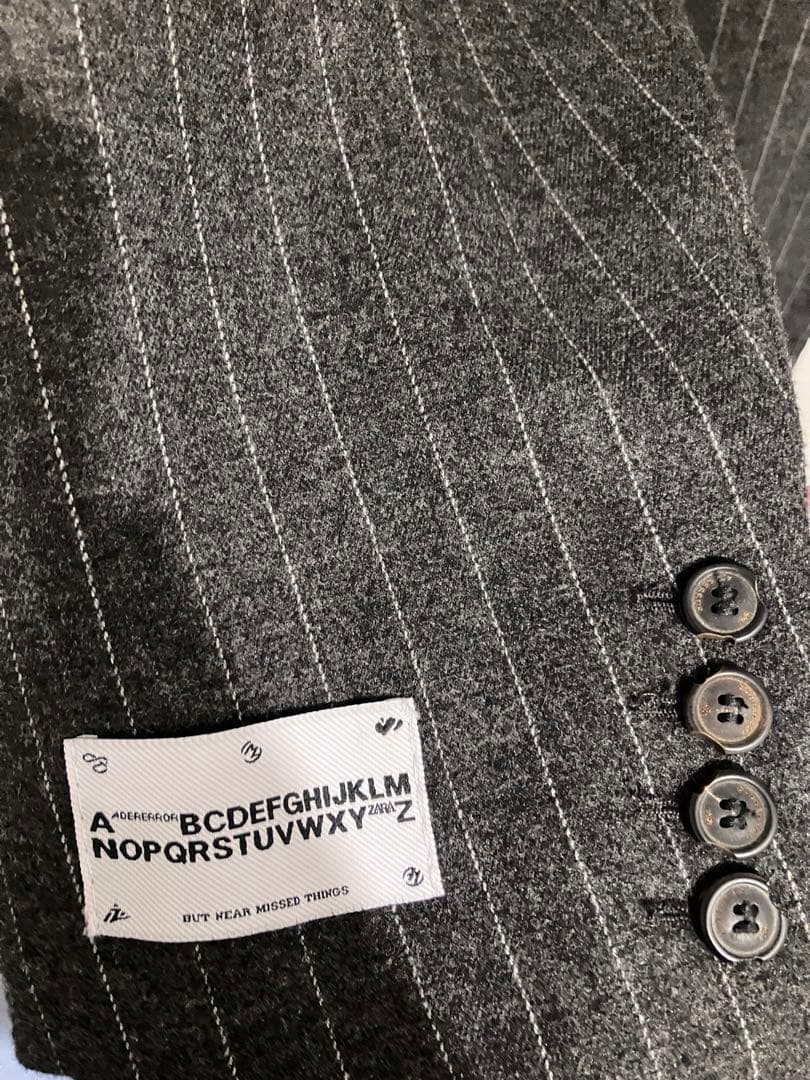 A ADERERROR BCDEFGHIJKLM
NOPQRSTUVWXY ZARA Z
BUT NEAR MISSED THINGS